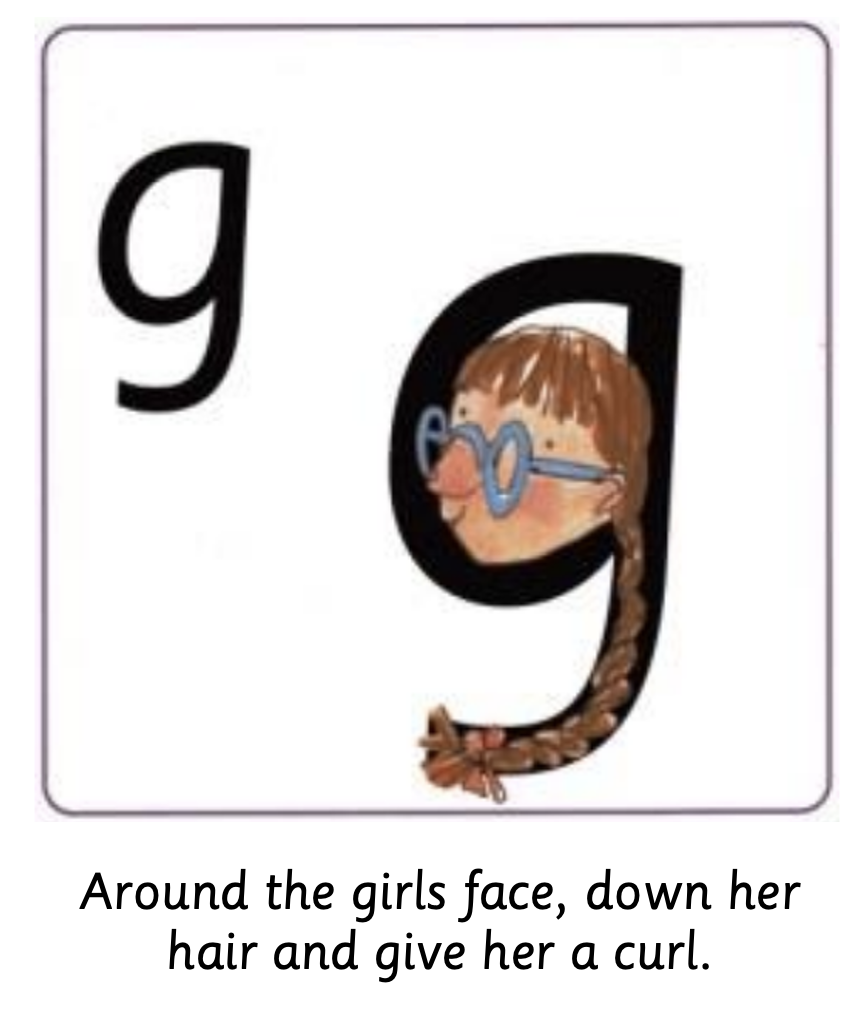 g
g
Around the girls face, down her
hair and give her a curl.